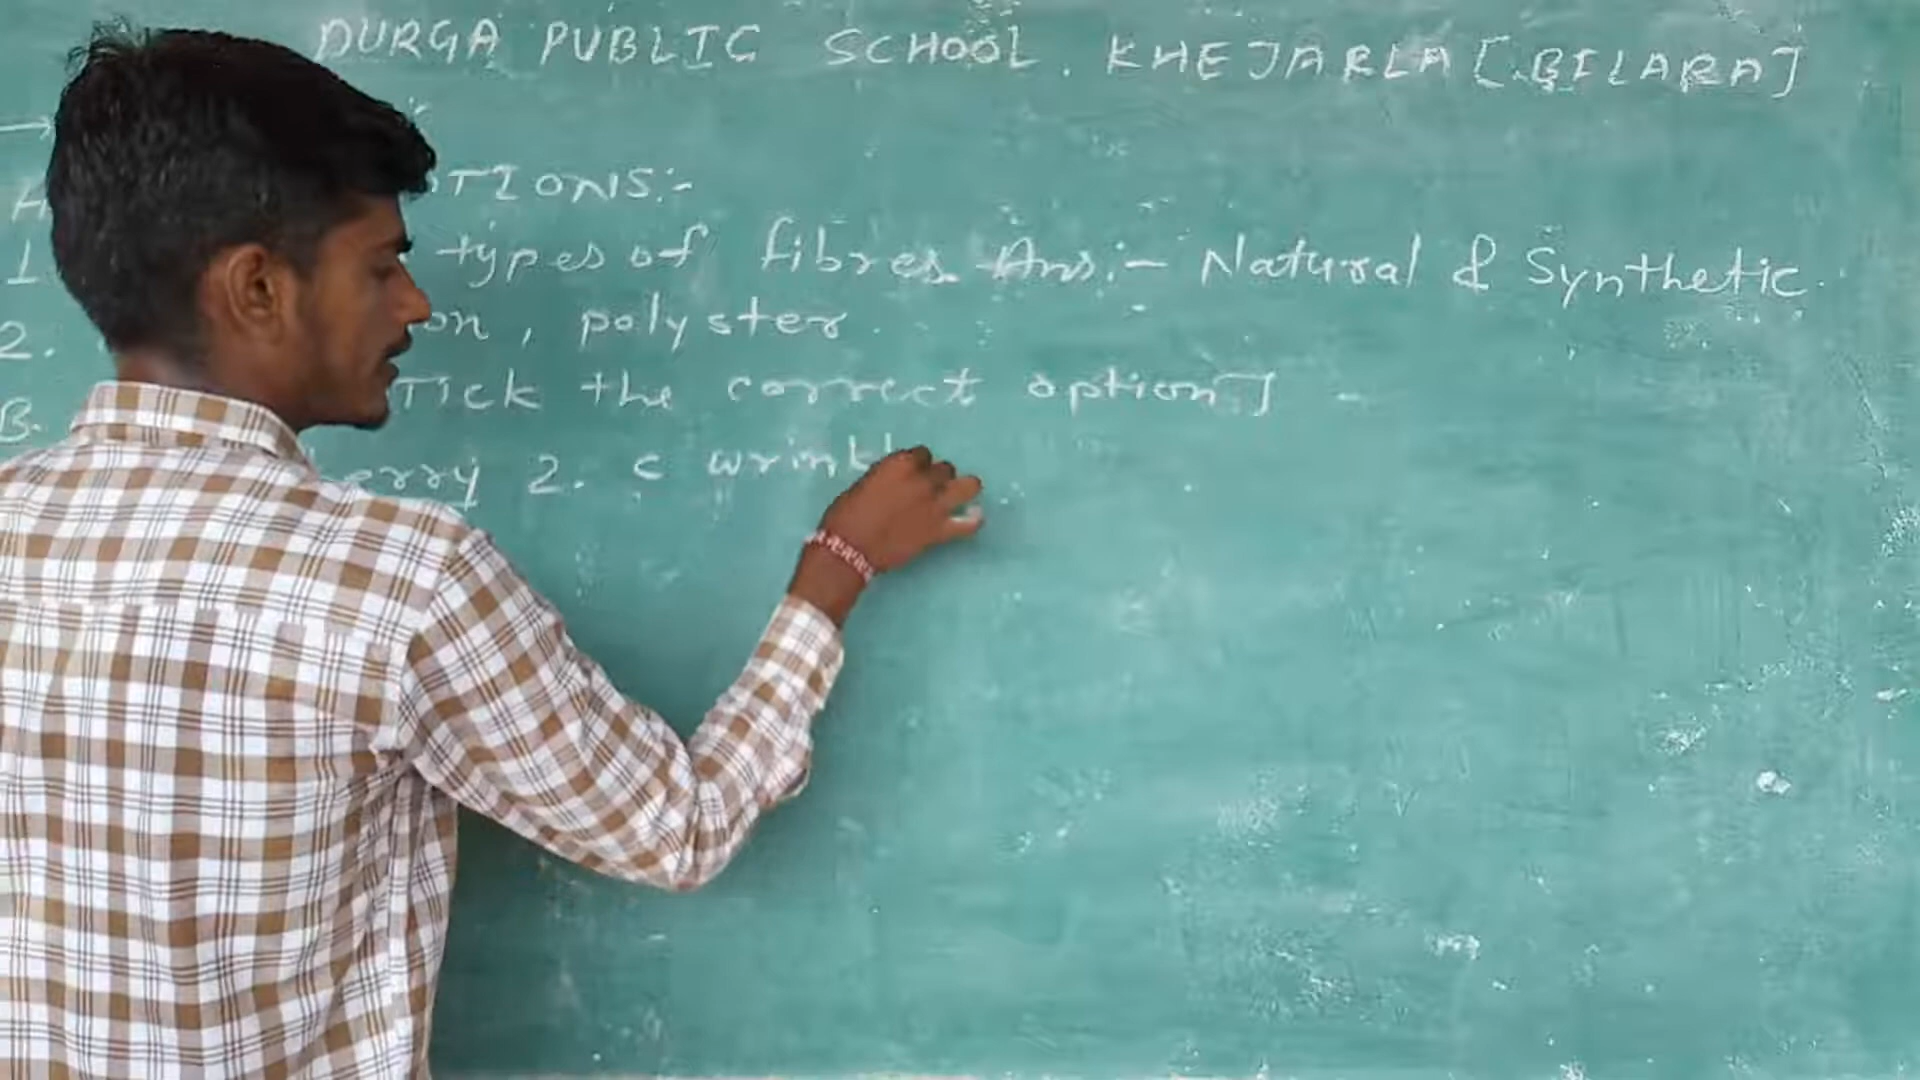 DURGA PUBLIC SCHOOL. KHEJARLA [BILARA]
→
A TIONS:-
1 types of fibres Ans:- Natural & Synthetic.
2. on, polyster
B. TICK the correct option]
erry 2. c wrinkl